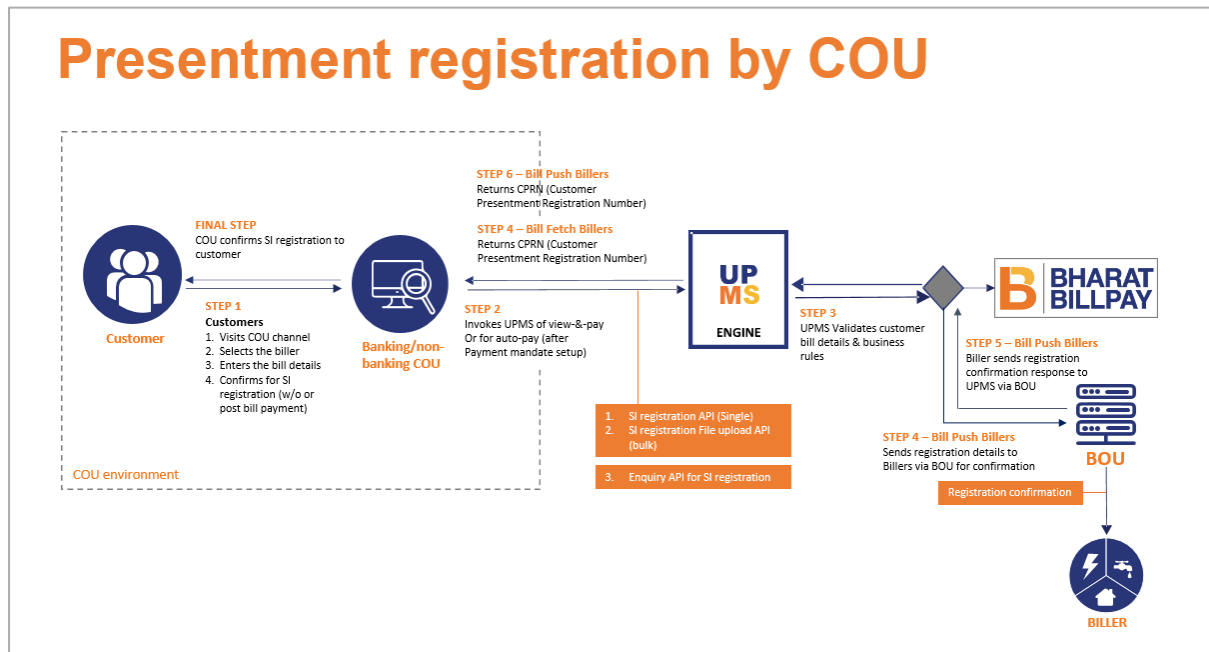 Presentment registration by COU
STEP 6 – Bill Push Billers
Returns CPRN (Customer
Presentment Registration Number)
FINAL STEP
COU confirms SI registration to
customer
STEP 4 – Bill Fetch Billers
Returns CPRN (Customer
Presentment Registration Number)
Customer
STEP 1
Customers
1. Visits COU channel
2. Selects the biller
3. Enters the bill details
4. Confirms for SI
registration (w/o or
post bill payment)
Banking/non-
banking COU
STEP 2
Invokes UPMS of view-&-pay
Or for auto-pay (after
Payment mandate setup)
UP
MS
ENGINE
STEP 3
UPMS Validates customer
bill details & business
rules
B
BHARAT
BILLPAY
STEP 5 – Bill Push Billers
Biller sends registration
confirmation response to
UPMS via BOU
1. SI registration API (Single)
2. SI registration File upload API
(bulk)
3. Enquiry API for SI registration
STEP 4 – Bill Push Billers
Sends registration details to
Billers via BOU for confirmation
BOU
Registration confirmation
BILLER
COU environment